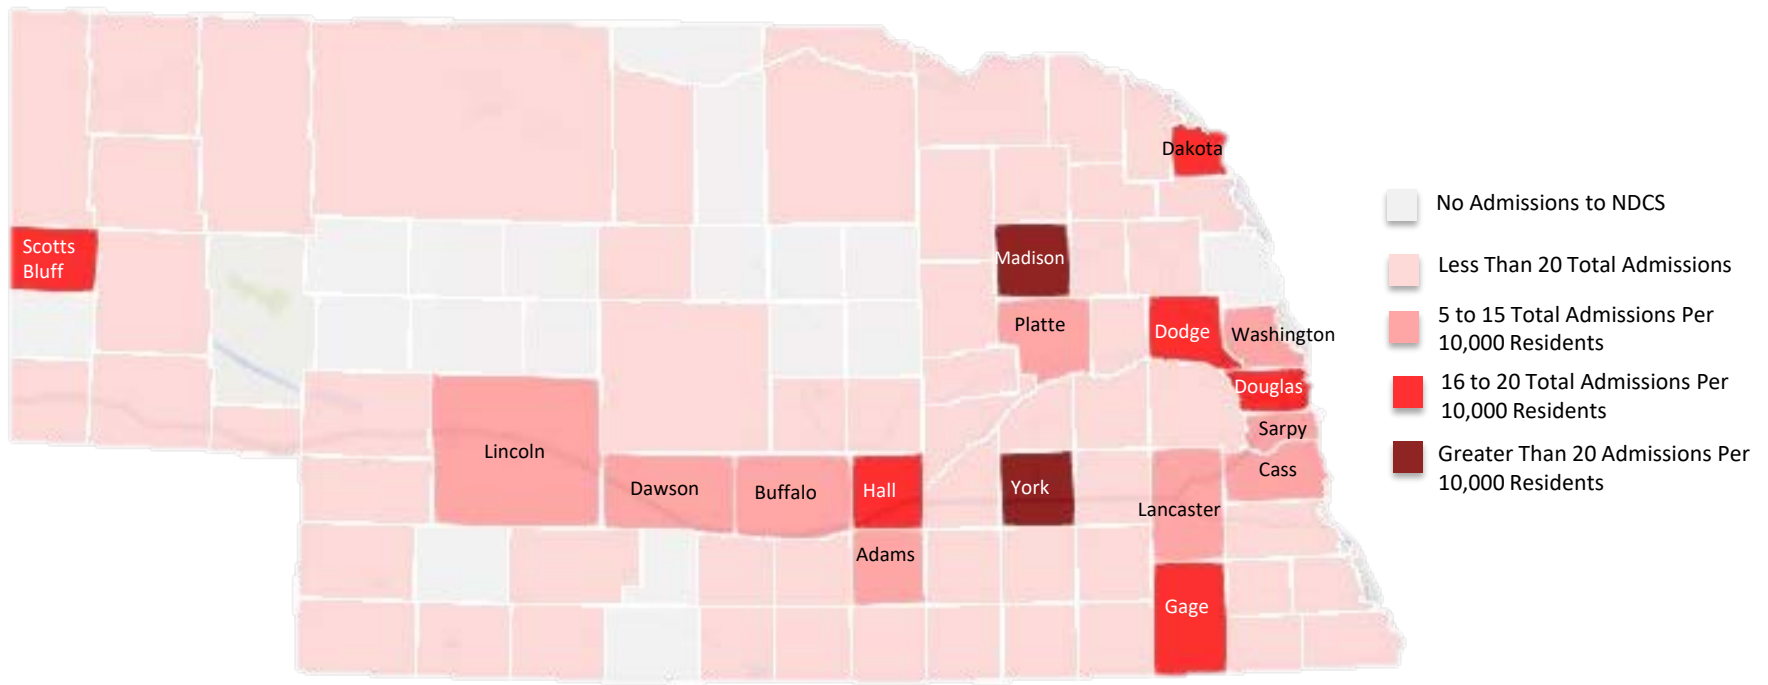 Dakota
Scotts
Bluff
Madison
Platte
Dodge
Washington
Douglas
Sarpy
Lincoln
Dawson
Buffalo
Hall
York
Cass
Lancaster
Adams
Gage
No Admissions to NDCS
Less Than 20 Total Admissions
5 to 15 Total Admissions Per
10,000 Residents
16 to 20 Total Admissions Per
10,000 Residents
Greater Than 20 Admissions Per
10,000 Residents